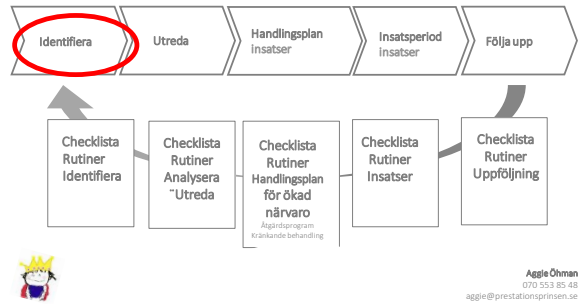 Identifiera
Utreda
Handlingsplan
insatser
Insatsperiod
insatser
Följa upp
Checklista
Rutiner
Identifiera
Checklista
Rutiner
Analysera
¨Utreda
Checklista
Rutiner
Handlingsplan
för ökad
närvaro
Åtgärdsprogram
Kränkande behandling
Checklista
Rutiner
Insatser
Checklista
Rutiner
Uppföljning
Aggie Öhman
070 553 85 48
aggie@prestationsprinsen.se